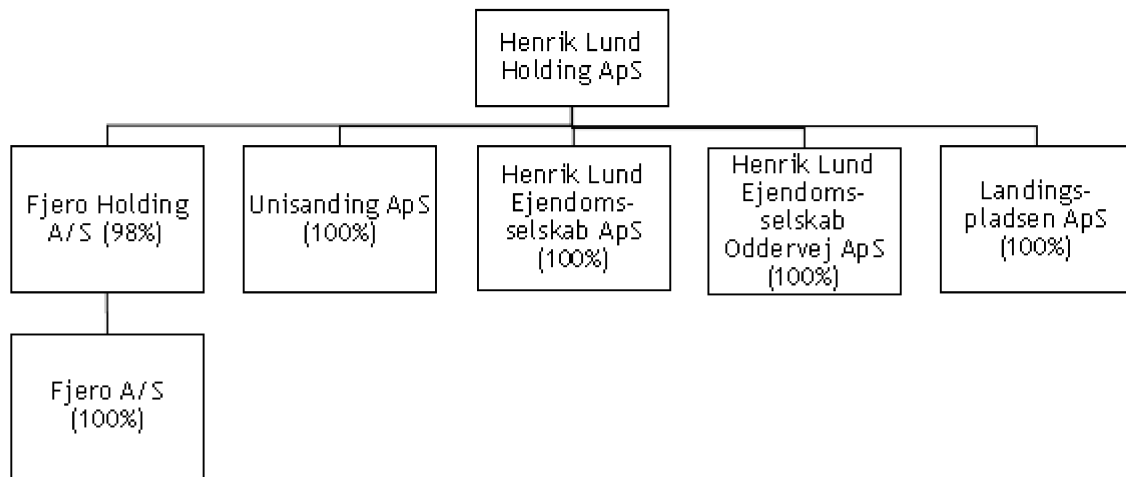 Henrik Lund
Holding ApS
Fjero Holding
A/S (98%)
Unisanding ApS
(100%)
Henrik Lund
Ejendoms-
selskab ApS
(100%)
Henrik Lund
Ejendoms-
selskab
Oddervej ApS
(100%)
Landings-
pladsen ApS
(100%)
Fjero A/S
(100%)